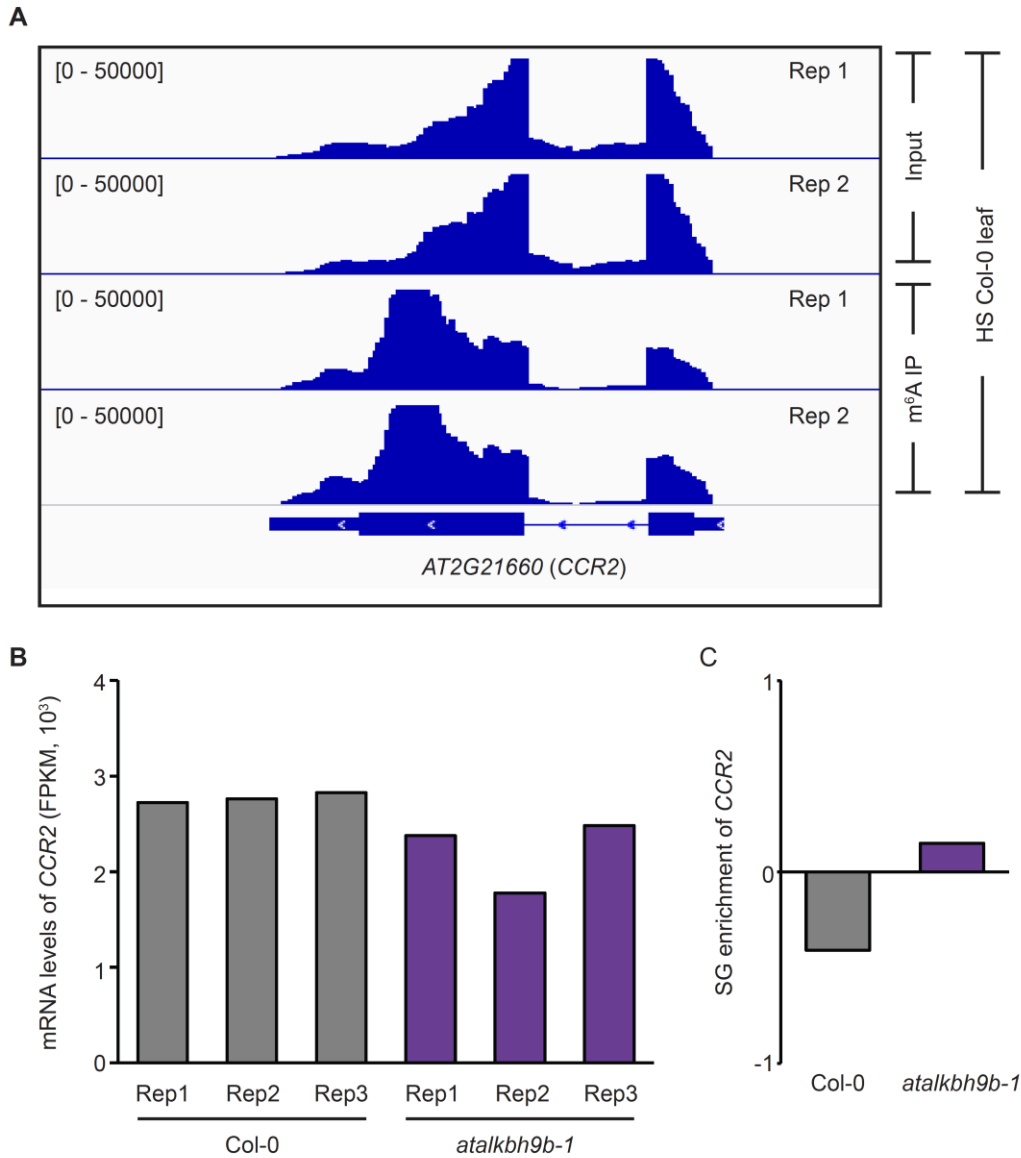 A
[0 - 50000] Rep 1
[0 - 50000] Rep 2
[0 - 50000] Rep 1
[0 - 50000] Rep 2
Input
m⁶A IP
HS Col-0 leaf
AT2G21660 (CCR2)
B
mRNA levels of CCR2 (FPKM, 10³)
4
3
2
1
0
Rep1 Rep2 Rep3 Rep1 Rep2 Rep3
Col-0 atalkbh9b-1
C
SG enrichment of CCR2
1
0
-1
Col-0 atalkbh9b-1